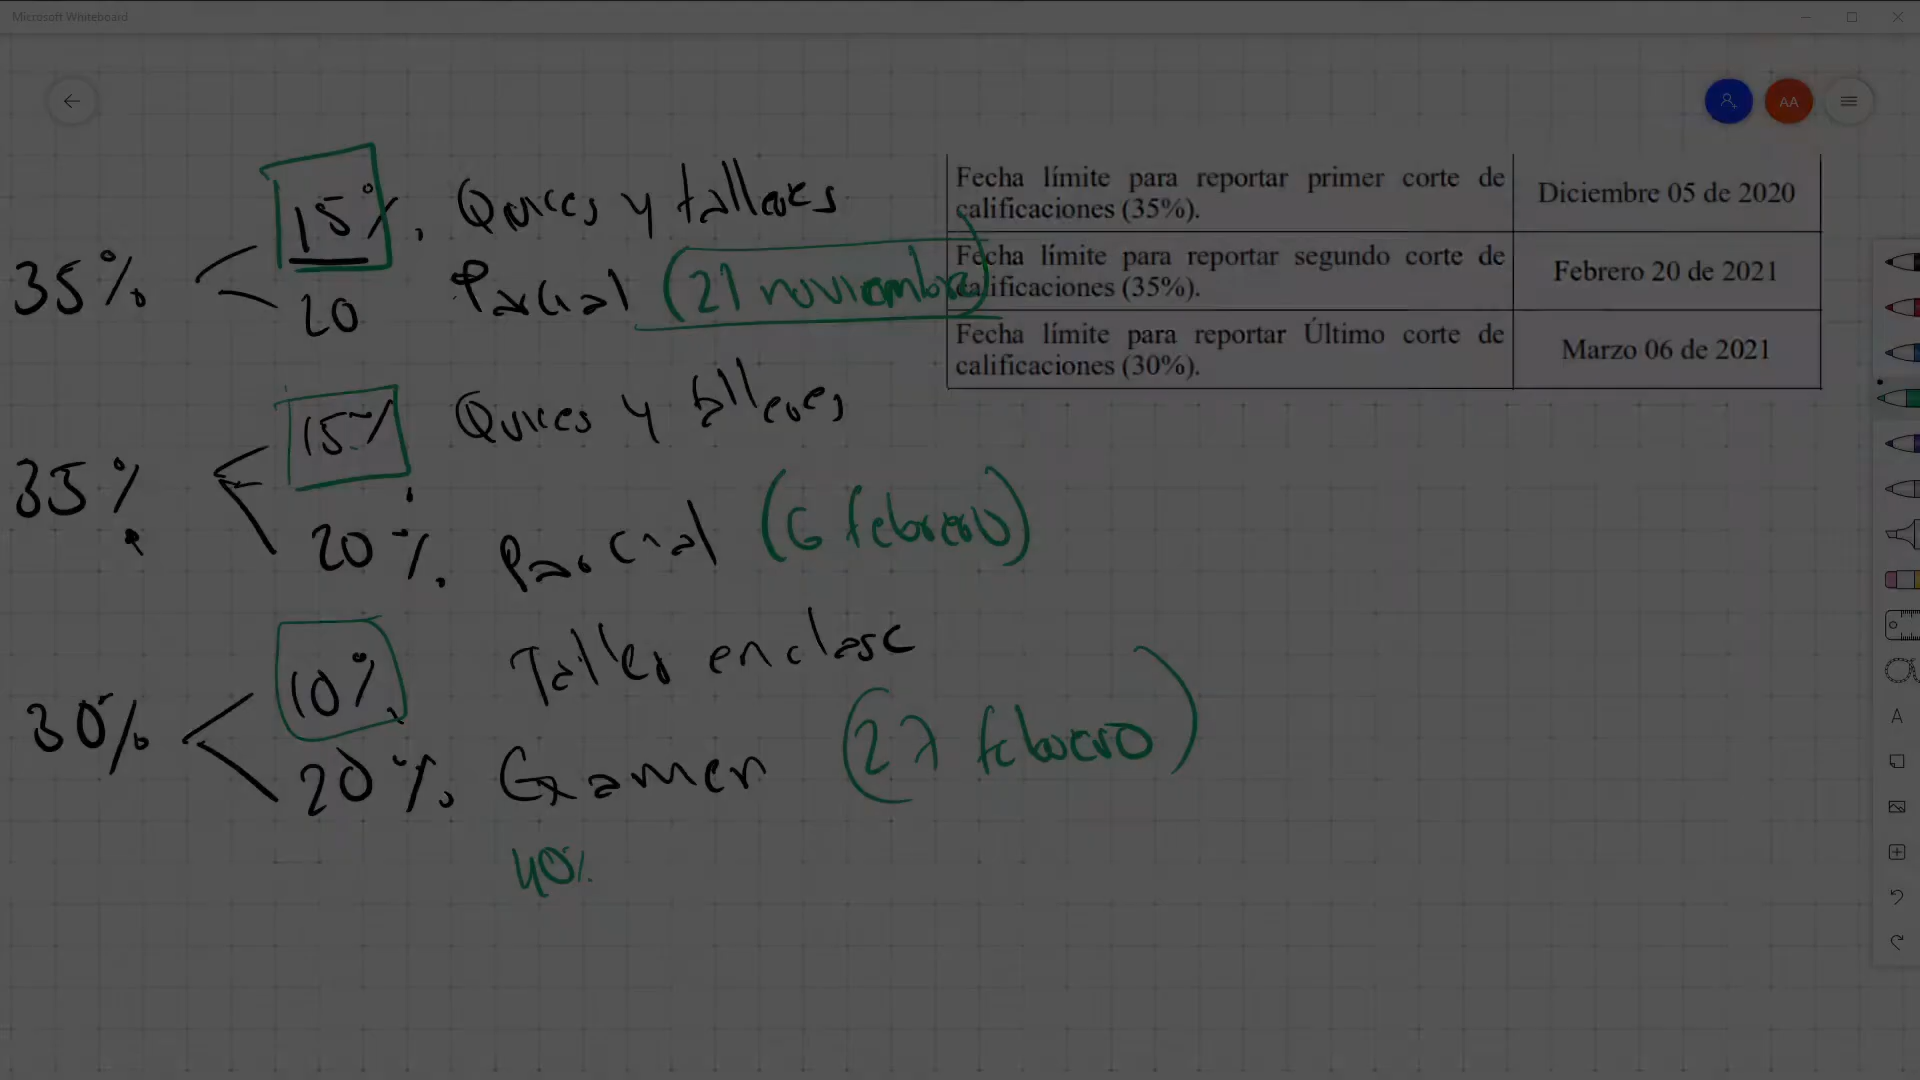 Microsoft Whiteboard
AA
35% 15%. Quices y talleres
20 Parcial (21 noviembre)
35% 15% Quices y talleres
20%. Parcial (6 febrero)
30% 10% Taller en clase
20%. Examen (27 febrero)
40%
Fecha límite para reportar primer corte de
calificaciones (35%).
Diciembre 05 de 2020
Fecha límite para reportar segundo corte de
calificaciones (35%).
Febrero 20 de 2021
Fecha límite para reportar Último corte de
calificaciones (30%).
Marzo 06 de 2021
A